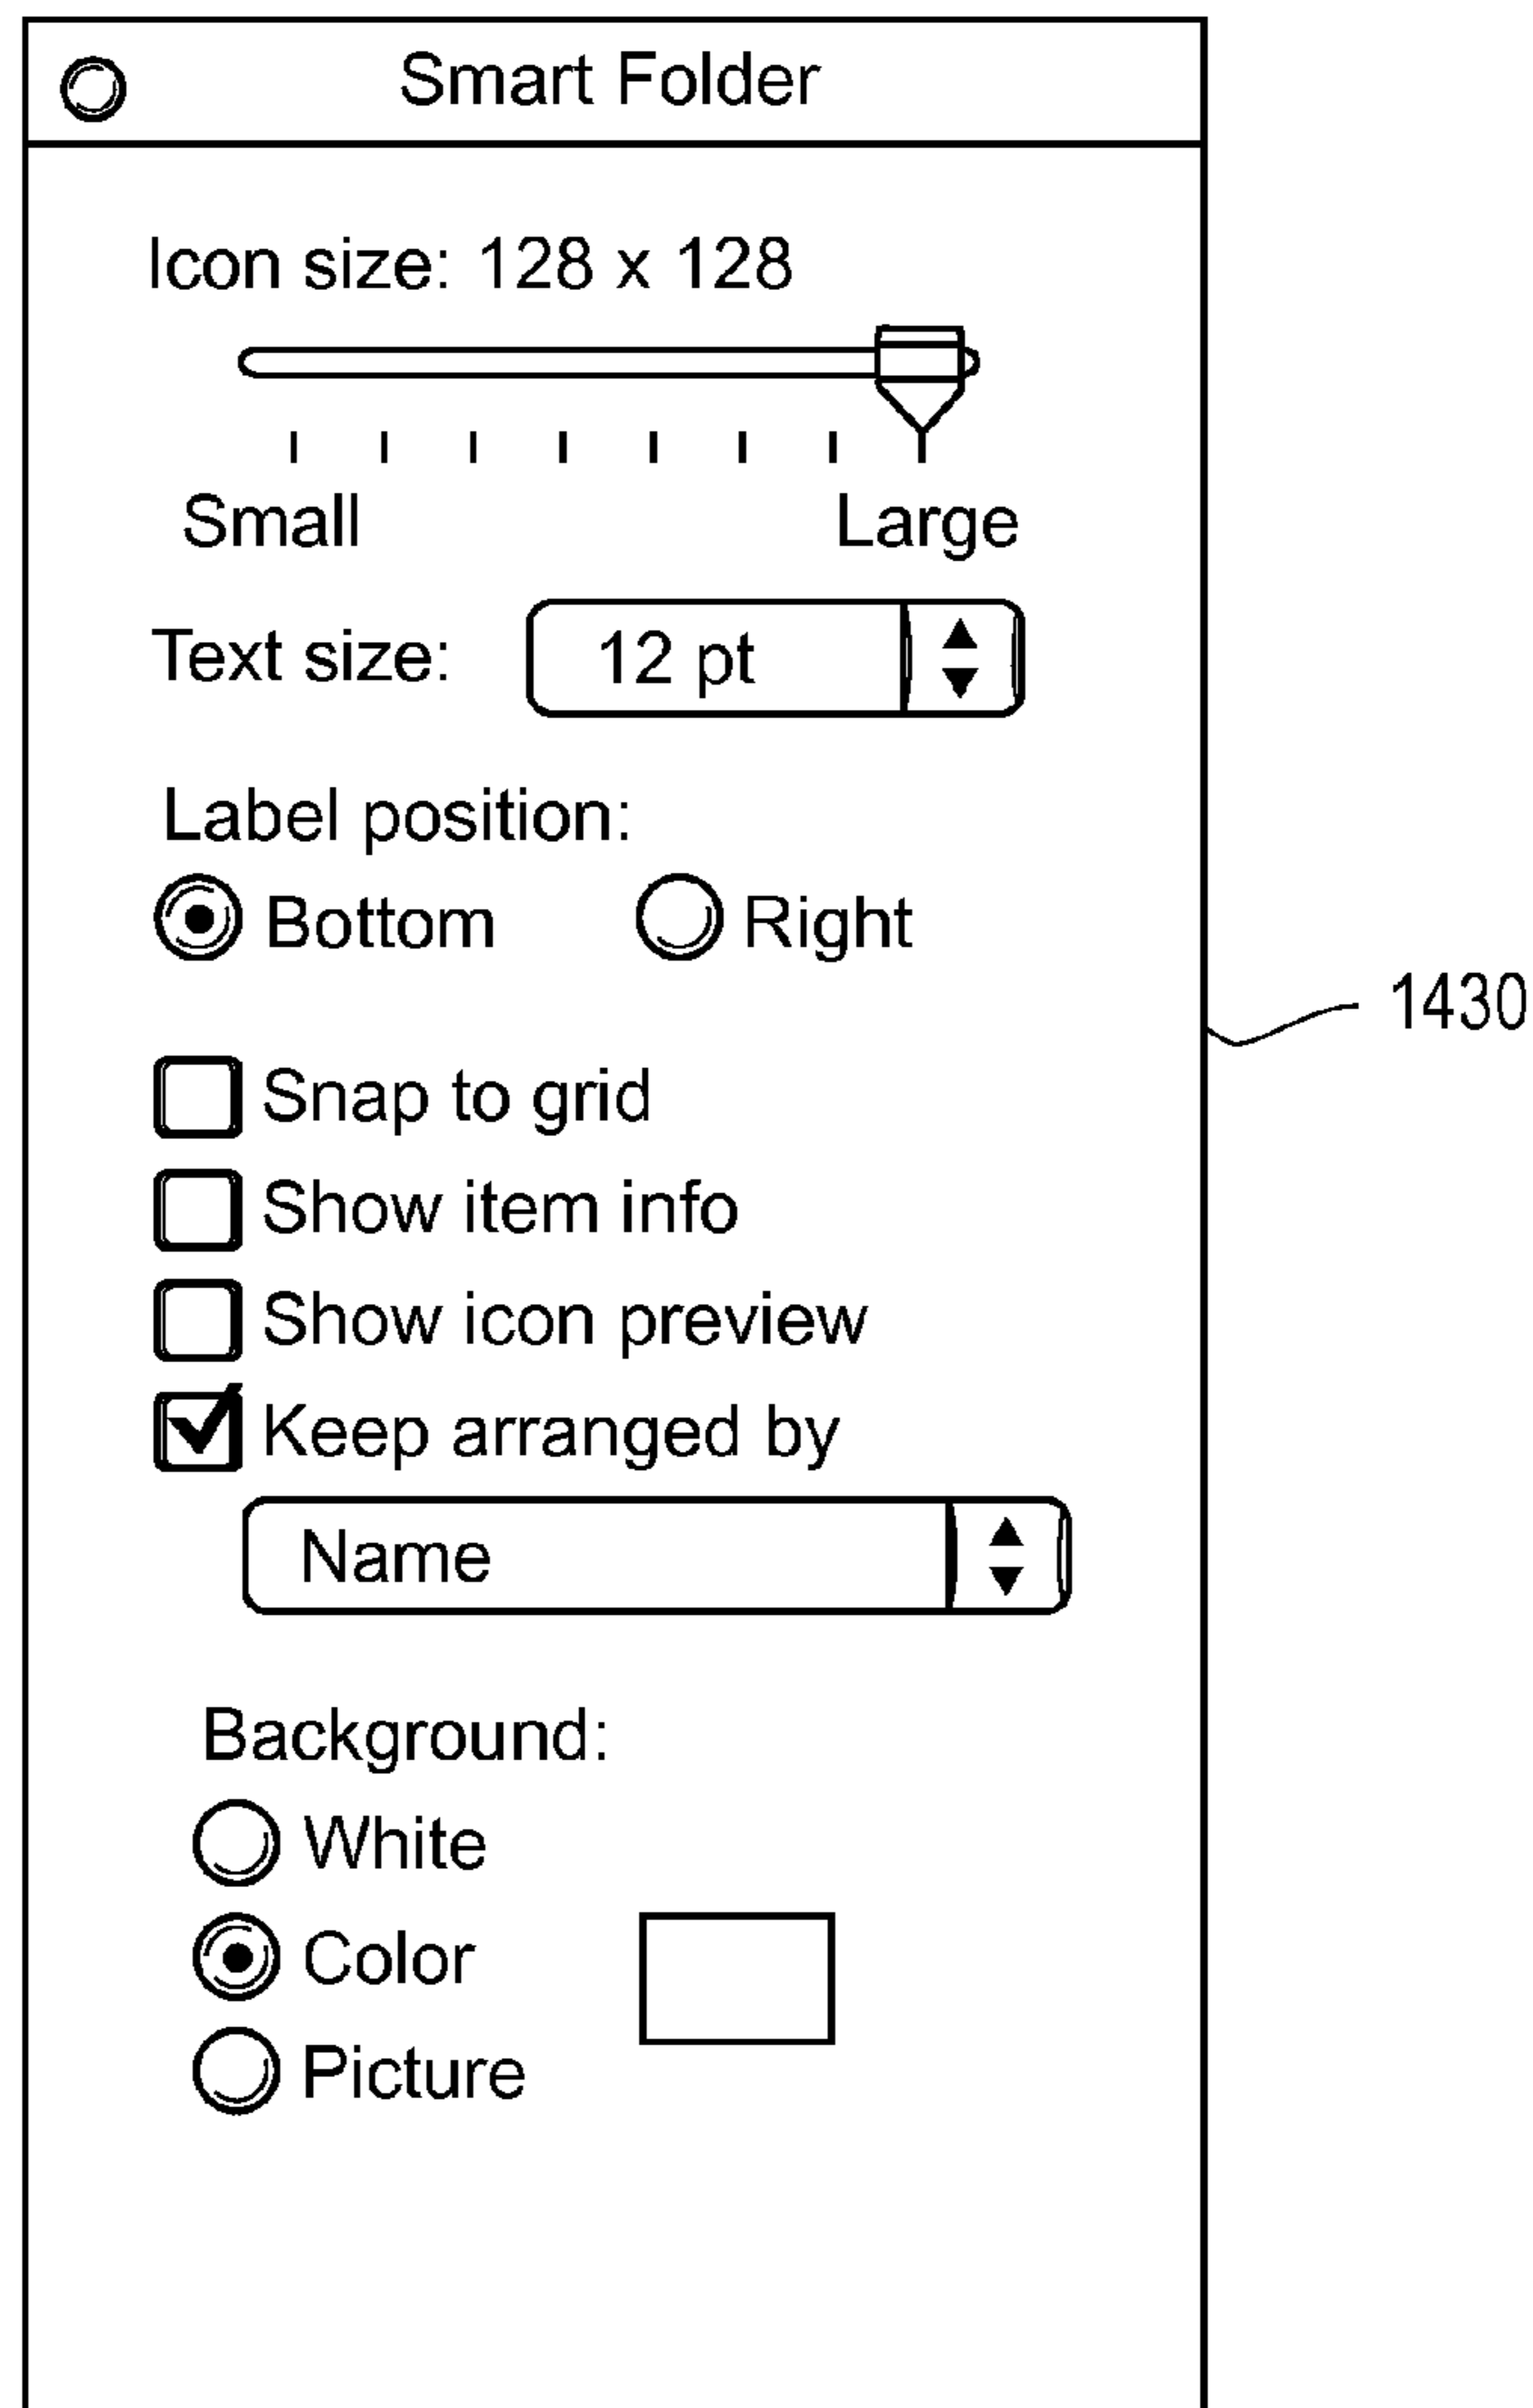 Smart Folder
Icon size: 128 x 128
Small Large
Text size: 12 pt
Label position:
Bottom Right
1430
Snap to grid
Show item info
Show icon preview
Keep arranged by
Name
Background:
White
Color
Picture